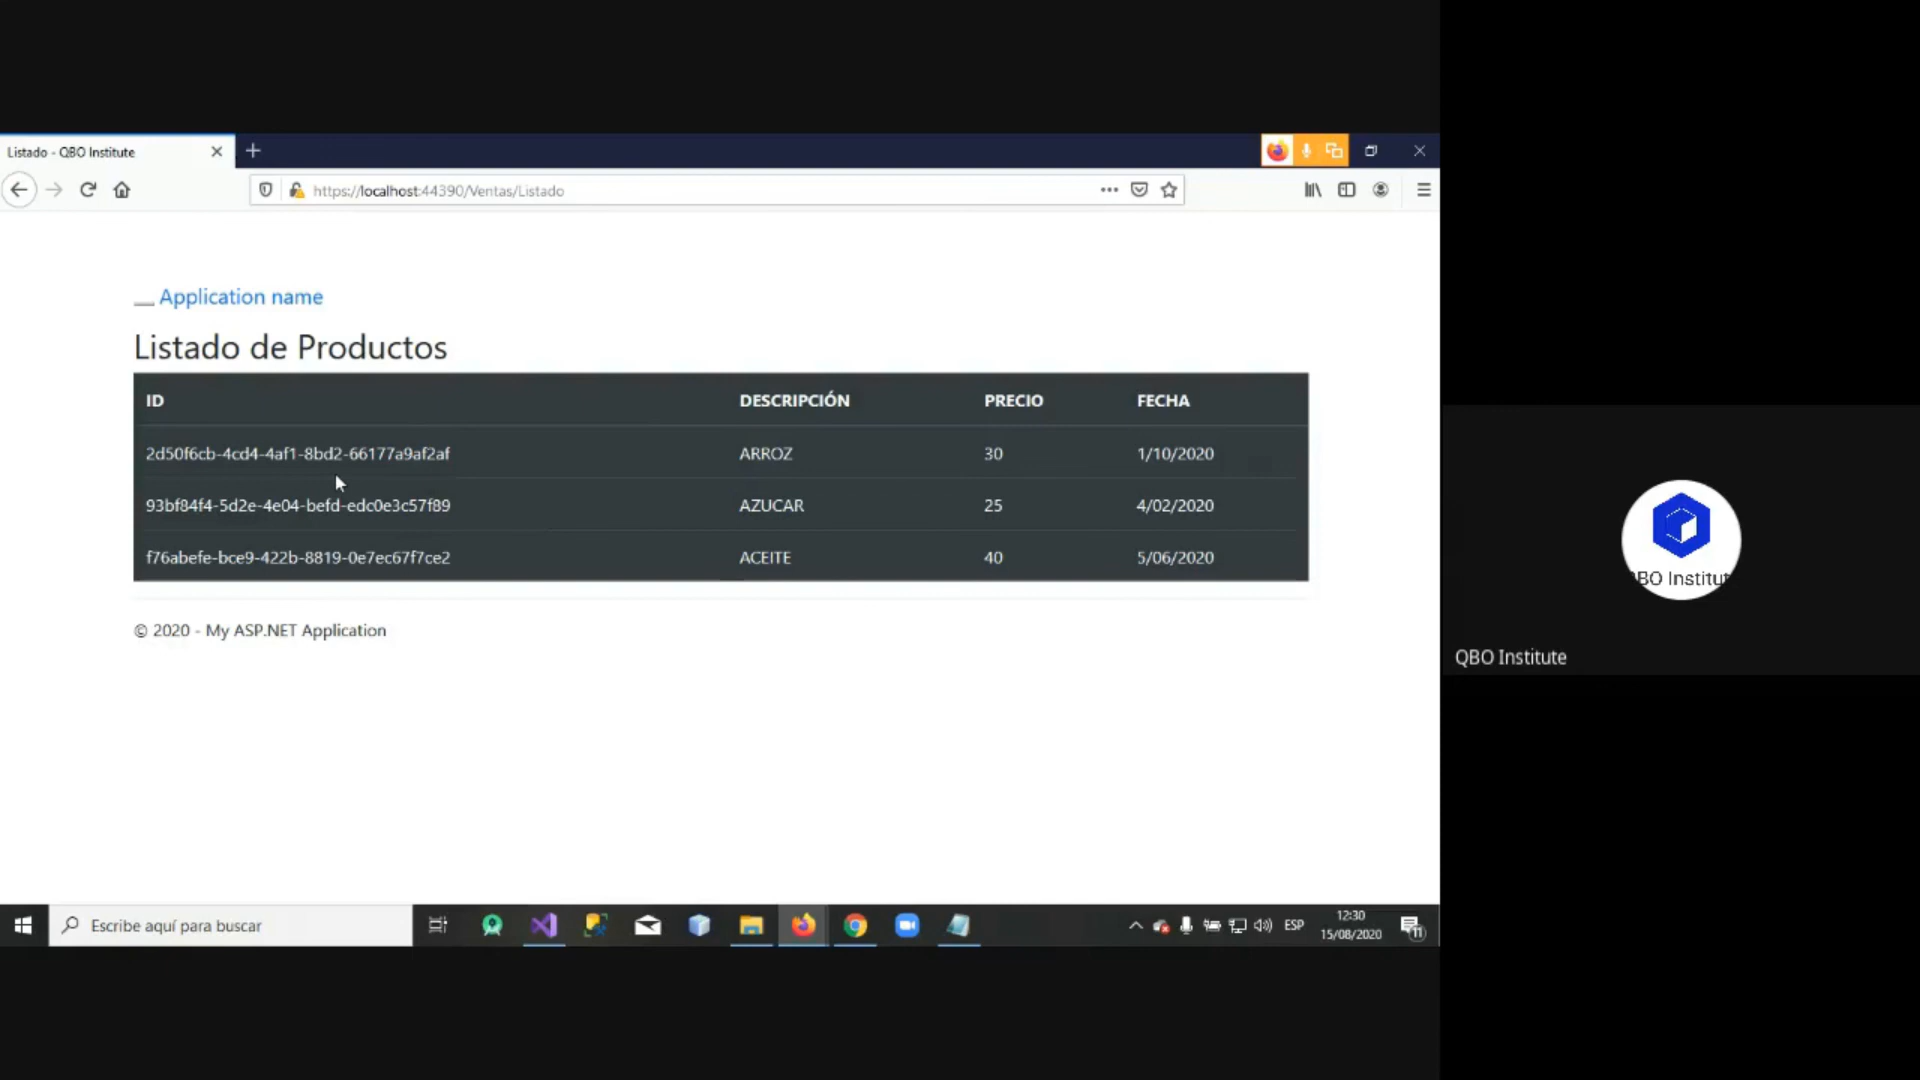 Listado - QBO Institute
https://localhost:44390/Ventas/Listado
Application name
Listado de Productos
ID DESCRIPCIÓN PRECIO FECHA
2d50f6cb-4cd4-4af1-8bd2-66177a9af2af ARROZ 30 1/10/2020
93bf84f4-5d2e-4e04-befd-edc0e3c57f89 AZUCAR 25 4/02/2020
f76abefe-bce9-422b-8819-0e7ec67f7ce2 ACEITE 40 5/06/2020
© 2020 - My ASP.NET Application
BO Institut
QBO Institute
Escribe aquí para buscar
ESP
12:30
15/08/2020
11